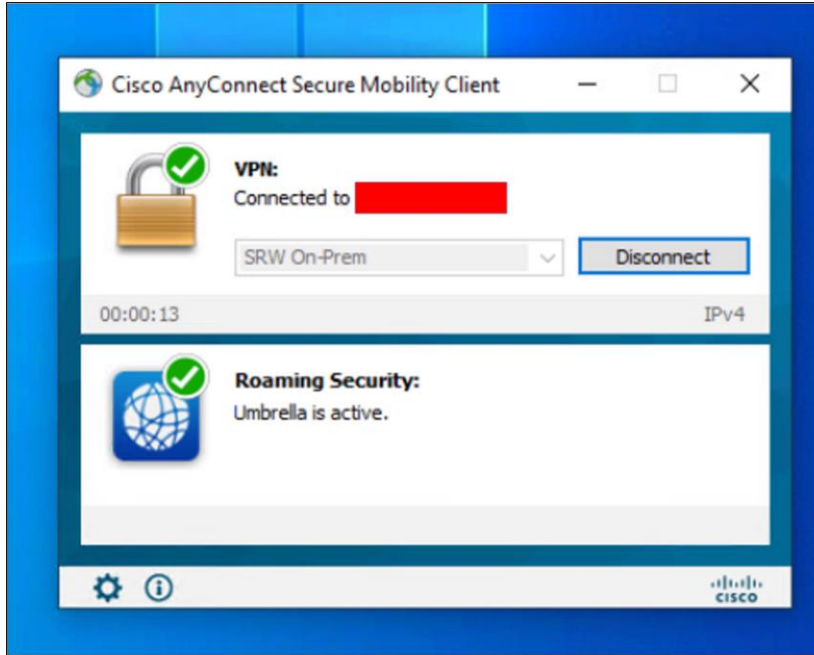 Cisco AnyConnect Secure Mobility Client
VPN:
Connected to
SRW On-Prem
Disconnect
00:00:13
IPv4
Roaming Security:
Umbrella is active.
CISCO